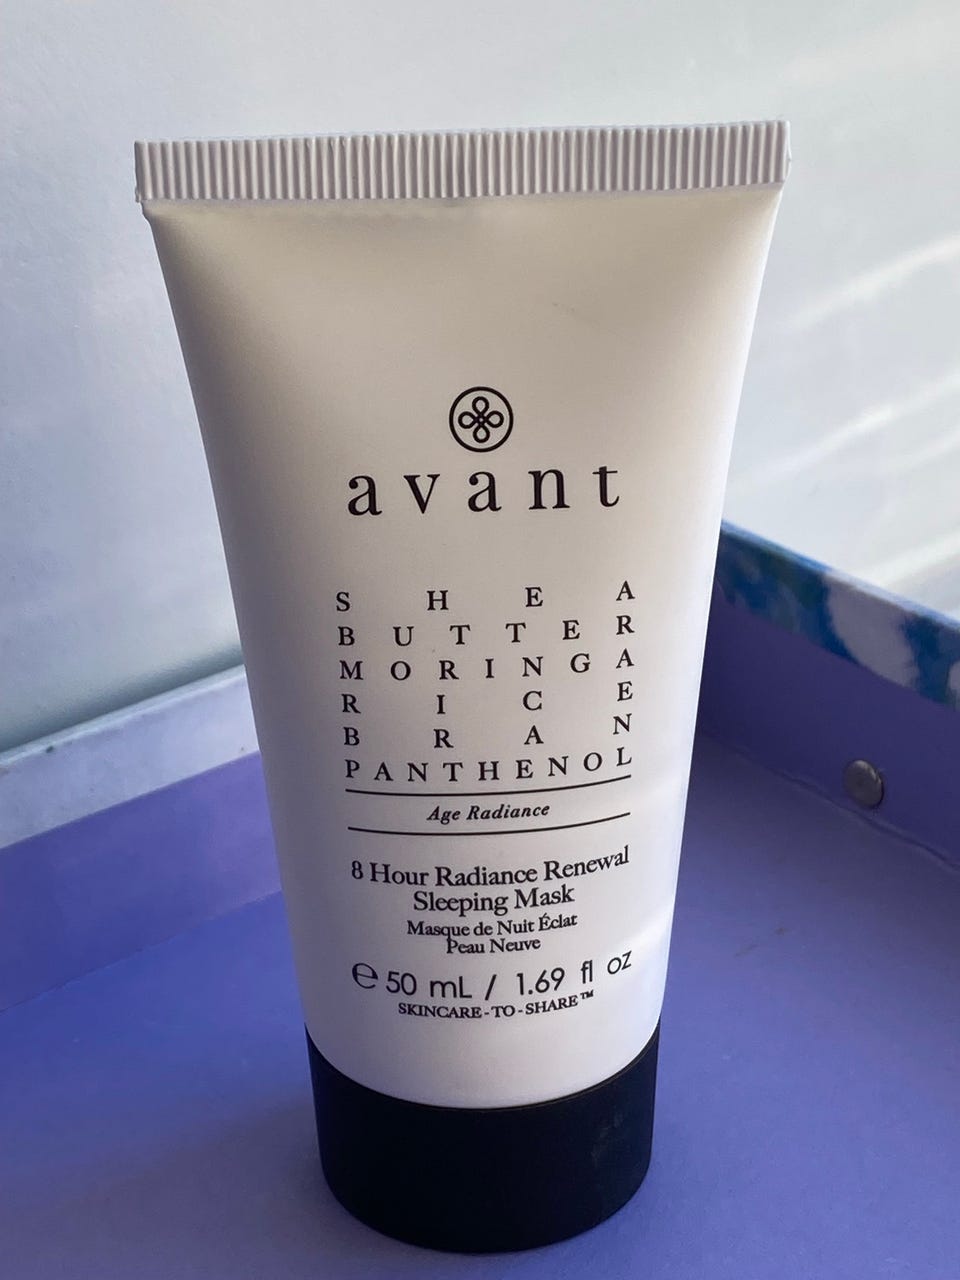 avant
SHEA
BUTTER
MORINGA
RICE
BRAN
PANTHENOL
Age Radiance
8 Hour Radiance Renewal
Sleeping Mask
Masque de Nuit Éclat
Peau Neuve
℮ 50 mL / 1.69 fl oz
SKINCARE-TO-SHARE™